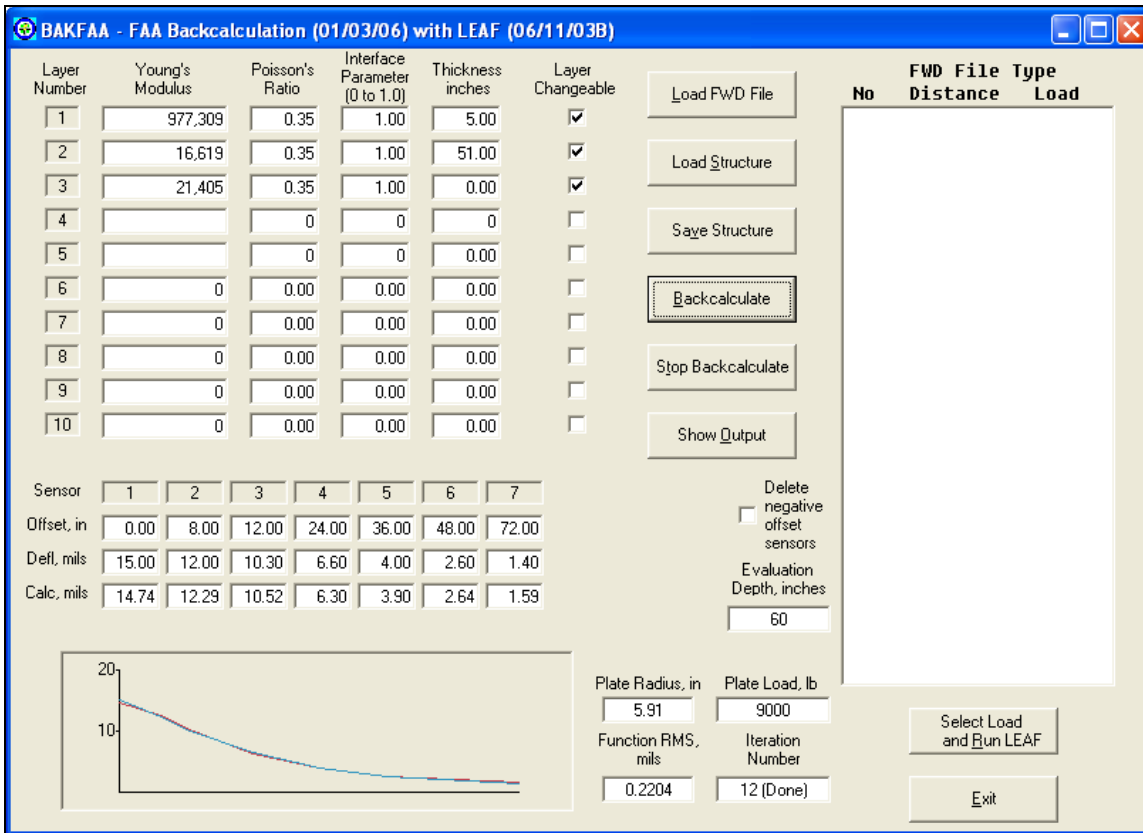 BAKFAA - FAA Backcalculation (01/03/06) with LEAF (06/11/03B)
Layer Number Young's Modulus Poisson's Ratio Interface Parameter (0 to 1.0) Thickness inches Layer Changeable
1 977,309 0.35 1.00 5.00
2 16,619 0.35 1.00 51.00
3 21,405 0.35 1.00 0.00
4 0 0 0
5 0 0 0.00
6 0 0.00 0.00 0.00
7 0 0.00 0.00 0.00
8 0 0.00 0.00 0.00
9 0 0.00 0.00 0.00
10 0 0.00 0.00 0.00
Load FWD File
Load Structure
Save Structure
Backcalculate
Stop Backcalculate
Show Output
FWD File Type
No Distance Load
Sensor 1 2 3 4 5 6 7
Offset, in 0.00 8.00 12.00 24.00 36.00 48.00 72.00
Defl, mils 15.00 12.00 10.30 6.60 4.00 2.60 1.40
Calc, mils 14.74 12.29 10.52 6.30 3.90 2.64 1.59
Delete
negative
offset
sensors
Evaluation
Depth, inches
60
20
10
Plate Radius, in
5.91
Plate Load, lb
9000
Function RMS,
mils
0.2204
Iteration
Number
12 (Done)
Select Load
and Run LEAF
Exit